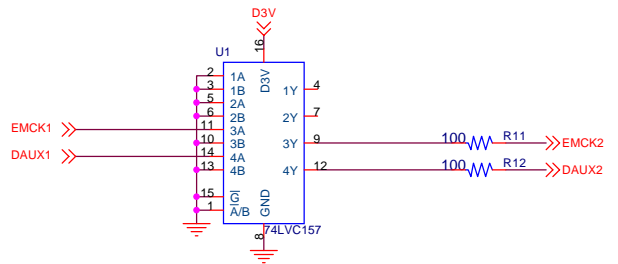 D3V
U1
16
D3V
2 1A 1Y 4
3 1B
5 2A 2Y 7
6 2B
EMCK1 11 3A 3Y 9 100 R11 EMCK2
10 3B
DAUX1 14 4A 4Y 12 100 R12 DAUX2
13 4B
15 G
1 A/B
GND
8 74LVC157